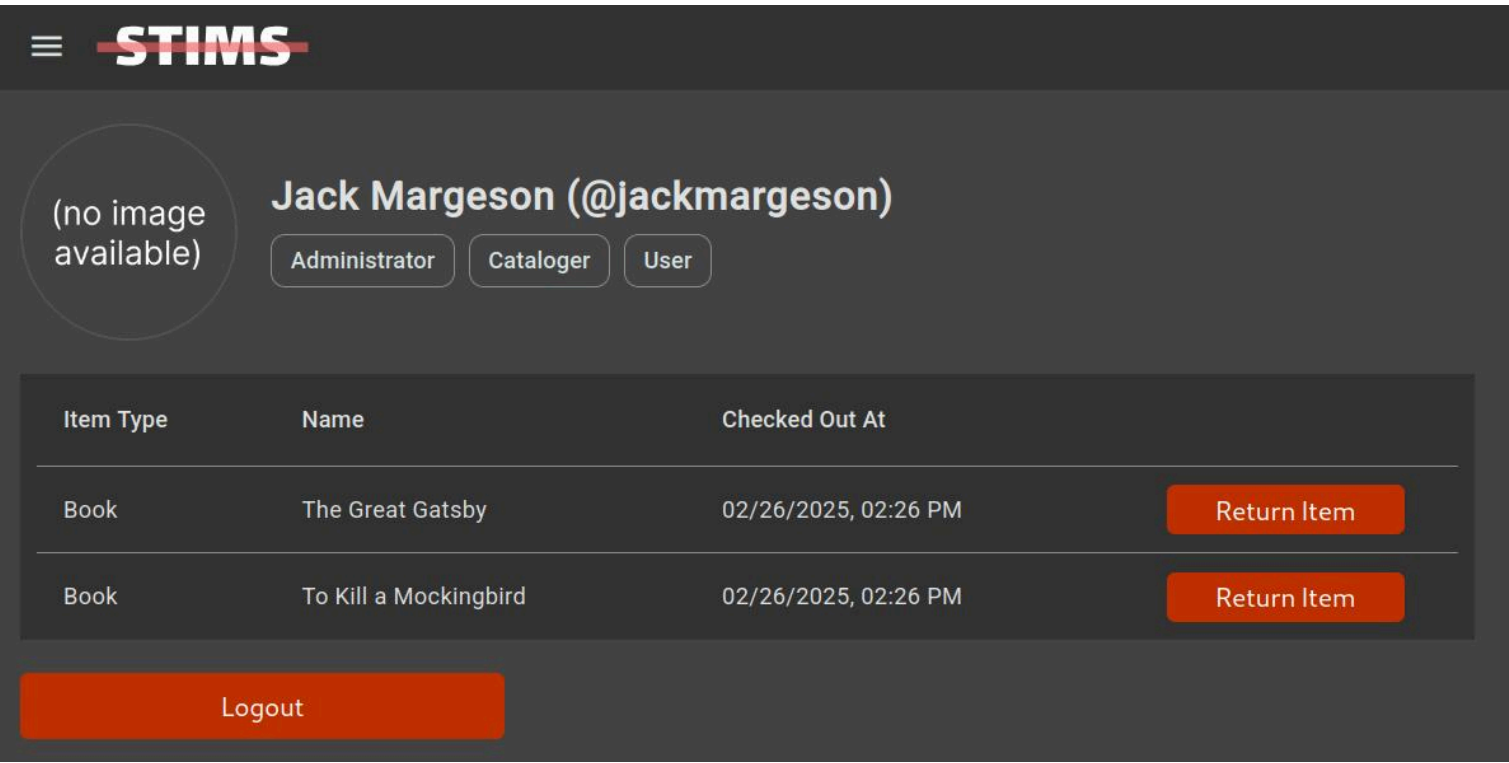 STIMS
(no image
available)
Jack Margeson (@jackmargeson)
Administrator Cataloger User
Item Type Name Checked Out At
Book The Great Gatsby 02/26/2025, 02:26 PM Return Item
Book To Kill a Mockingbird 02/26/2025, 02:26 PM Return Item
Logout